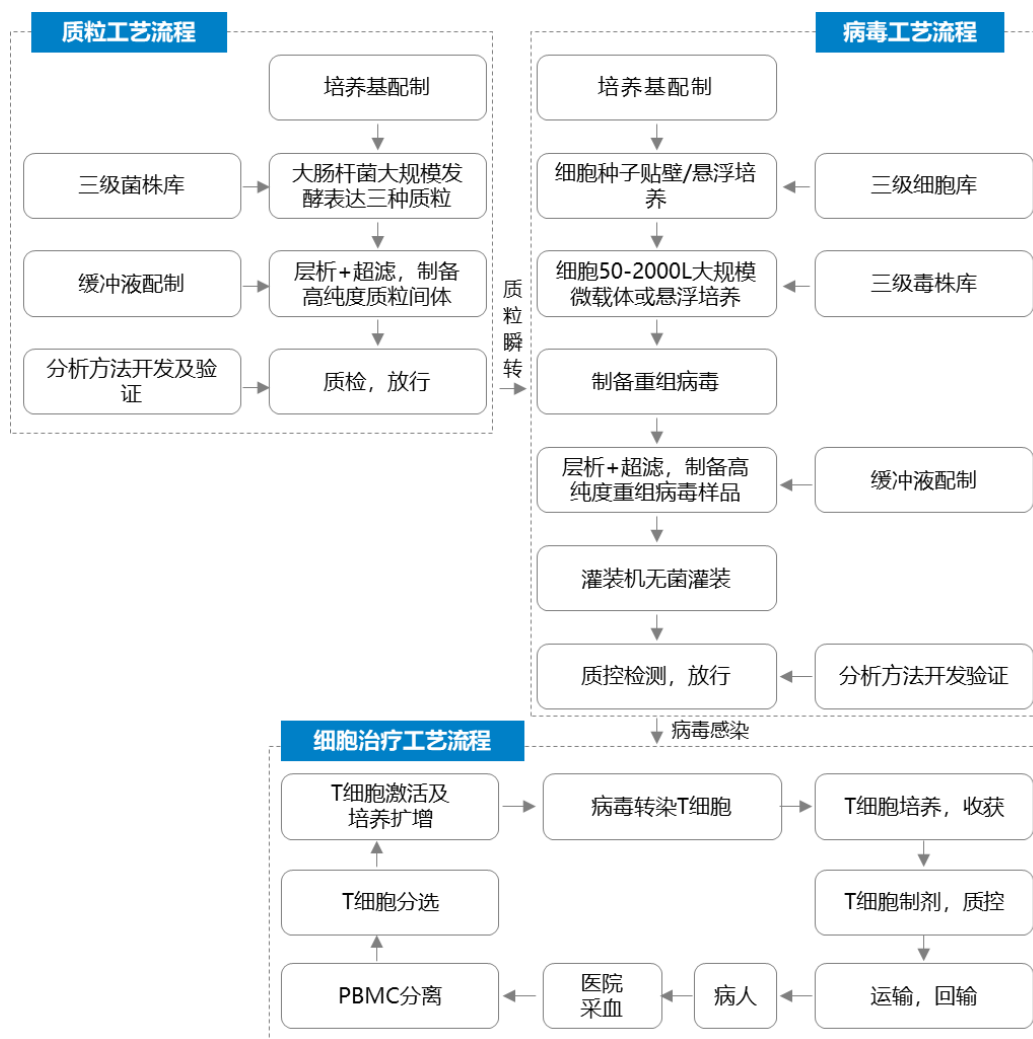 质粒工艺流程
培养基配制
三级菌株库
大肠杆菌大规模发
酵表达三种质粒
缓冲液配制
层析+超滤，制备
高纯度质粒间体
分析方法开发及验
证
质检，放行
质
粒
瞬
转
病毒工艺流程
培养基配制
细胞种子贴壁/悬浮培
养
三级细胞库
细胞50-2000L大规模
微载体或悬浮培养
三级毒株库
制备重组病毒
层析+超滤，制备高
纯度重组病毒样品
缓冲液配制
灌装机无菌灌装
质控检测，放行
分析方法开发验证
病毒感染
细胞治疗工艺流程
T细胞激活及
培养扩增
病毒转染T细胞
T细胞培养，收获
T细胞分选
T细胞制剂，质控
PBMC分离
医院
采血
病人
运输，回输